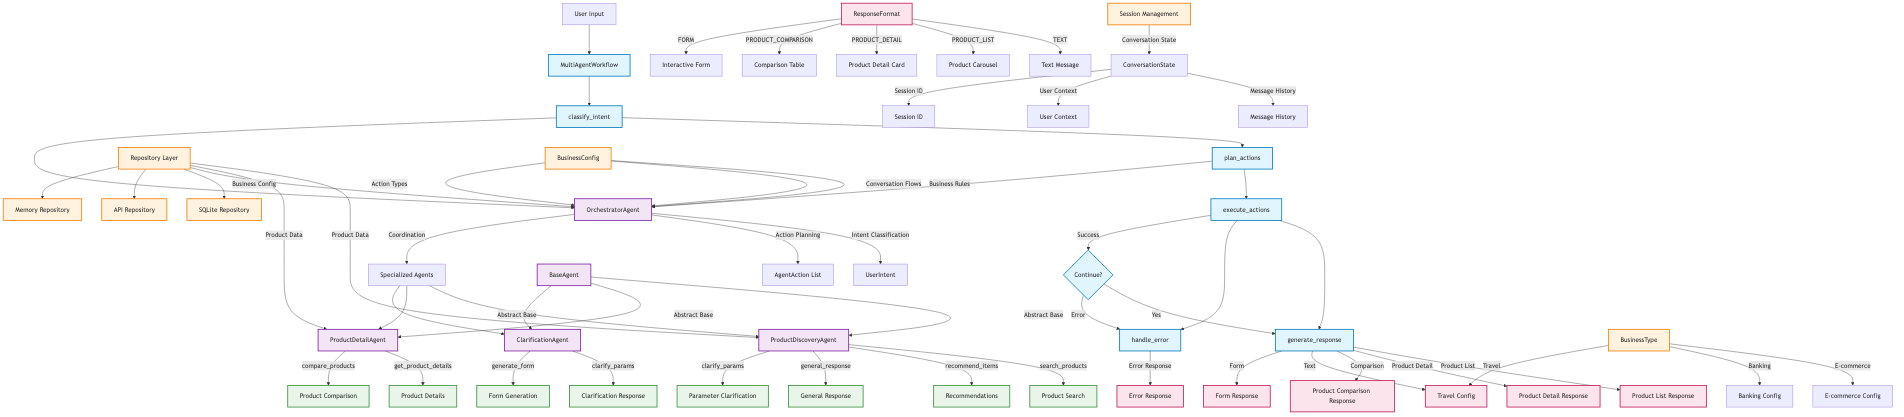 User Input
ResponseFormat
Session Management
FORM
PRODUCT_COMPARISON
PRODUCT_DETAIL
PRODUCT_LIST
TEXT
Conversation State
MultiAgentWorkflow
Interactive Form
Comparison Table
Product Detail Card
Product Carousel
Text Message
ConversationState
Session ID
User Context
Message History
classify_intent
Session ID
User Context
Message History
Repository Layer
BusinessConfig
plan_actions
Business Config
Action Types
Conversation Flows
Business Rules
Memory Repository
API Repository
SQLite Repository
OrchestratorAgent
execute_actions
Product Data
Product Data
Coordination
Action Planning
Intent Classification
Success
Specialized Agents
BaseAgent
AgentAction List
UserIntent
Continue?
Abstract Base
Abstract Base
Abstract Base
Error
Yes
ProductDetailAgent
ClarificationAgent
ProductDiscoveryAgent
handle_error
generate_response
BusinessType
compare_products
get_product_details
generate_form
clarify_params
clarify_params
general_response
recommend_items
search_products
Error Response
Form
Text
Comparison
Product Detail
Product List
Travel
Banking
E-commerce
Product Comparison
Product Details
Form Generation
Clarification Response
Parameter Clarification
General Response
Recommendations
Product Search
Error Response
Form Response
Product Comparison
Response
Travel Config
Product Detail Response
Product List Response
Banking Config
E-commerce Config